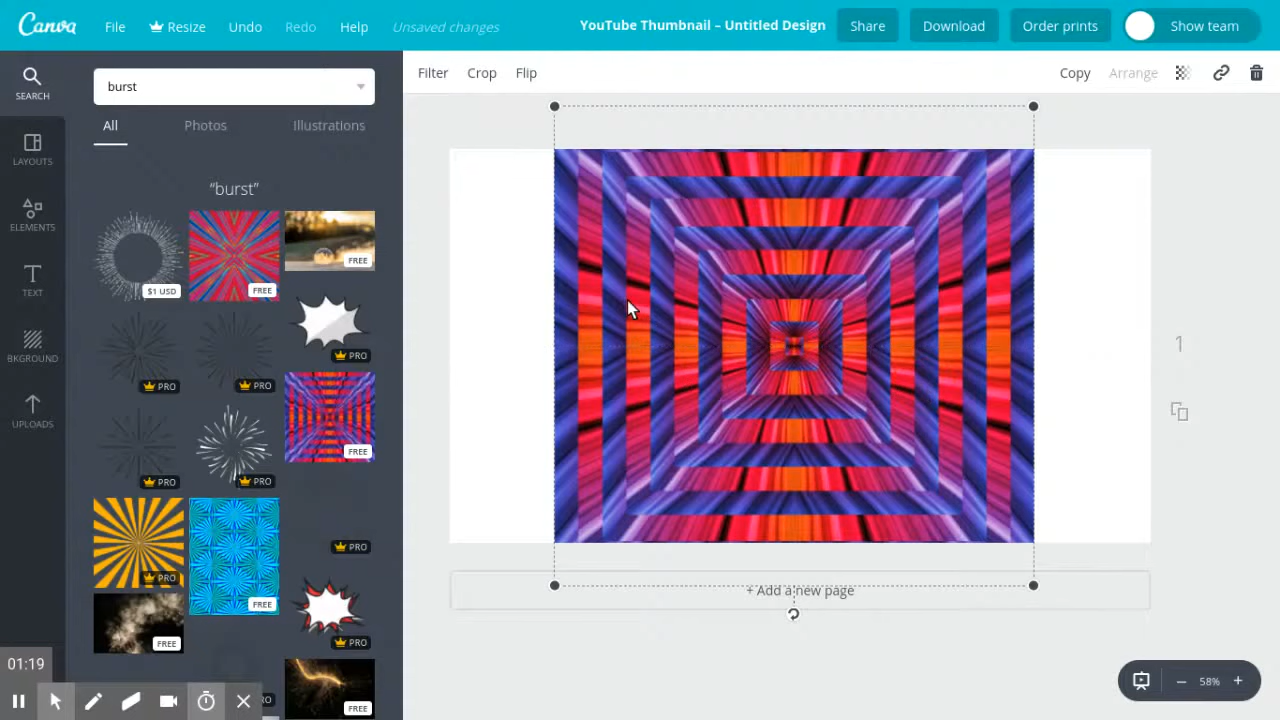 Canva File Resize Undo Redo Help Unsaved changes YouTube Thumbnail – Untitled Design Share Download Order prints Show team
SEARCH
burst
Filter Crop Flip Copy Arrange
All Photos Illustrations
LAYOUTS
“burst”
ELEMENTS
FREE
$1 USD
FREE
TEXT
PRO
PRO
PRO
BKGROUND
1
UPLOADS
FREE
PRO
PRO
PRO
PRO
FREE
+ Add a new page
FREE
PRO
01:19
58%
RO
FREE